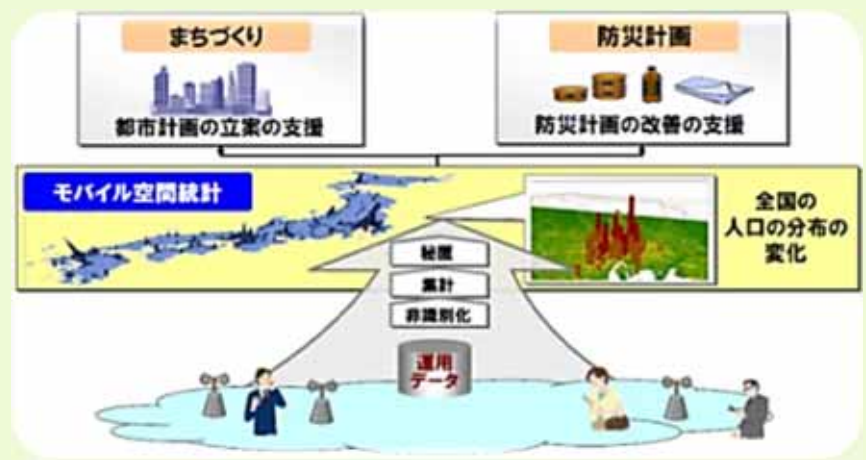 まちづくり
都市計画の立案の支援
防災計画
防災計画の改善の支援
モバイル空間統計
全国の
人口の分布の
変化
秘匿
集計
非識別化
運用
データ